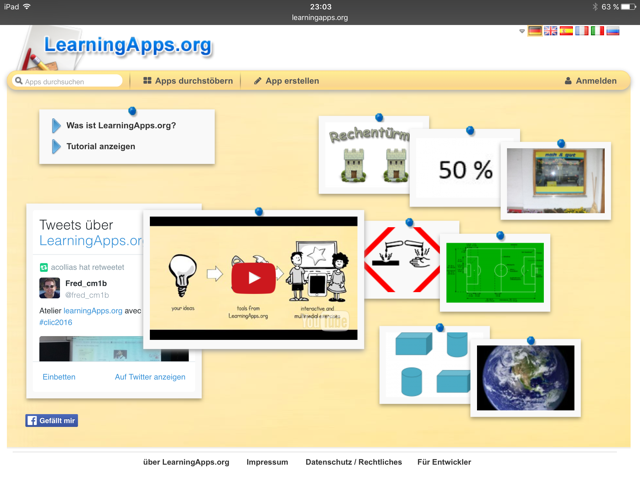 iPad
23:03
63 %
learningapps.org
LearningApps.org
Apps durchsuchen
Apps durchstöbern
App erstellen
Anmelden
Was ist LearningApps.org?
Tutorial anzeigen
Rechentürm
50 %
Tweets über
LearningApps.org
acollias hat retweetet
Fred_cm1b
@fred_cm1b
Atelier learningapps.org avec
#clic2016
Einbetten
Auf Twitter anzeigen
your ideas
tools from
LearningApps.org
interactive and
You Tube
Gefällt mir
über LearningApps.org
Impressum
Datenschutz / Rechtliches
Für Entwickler